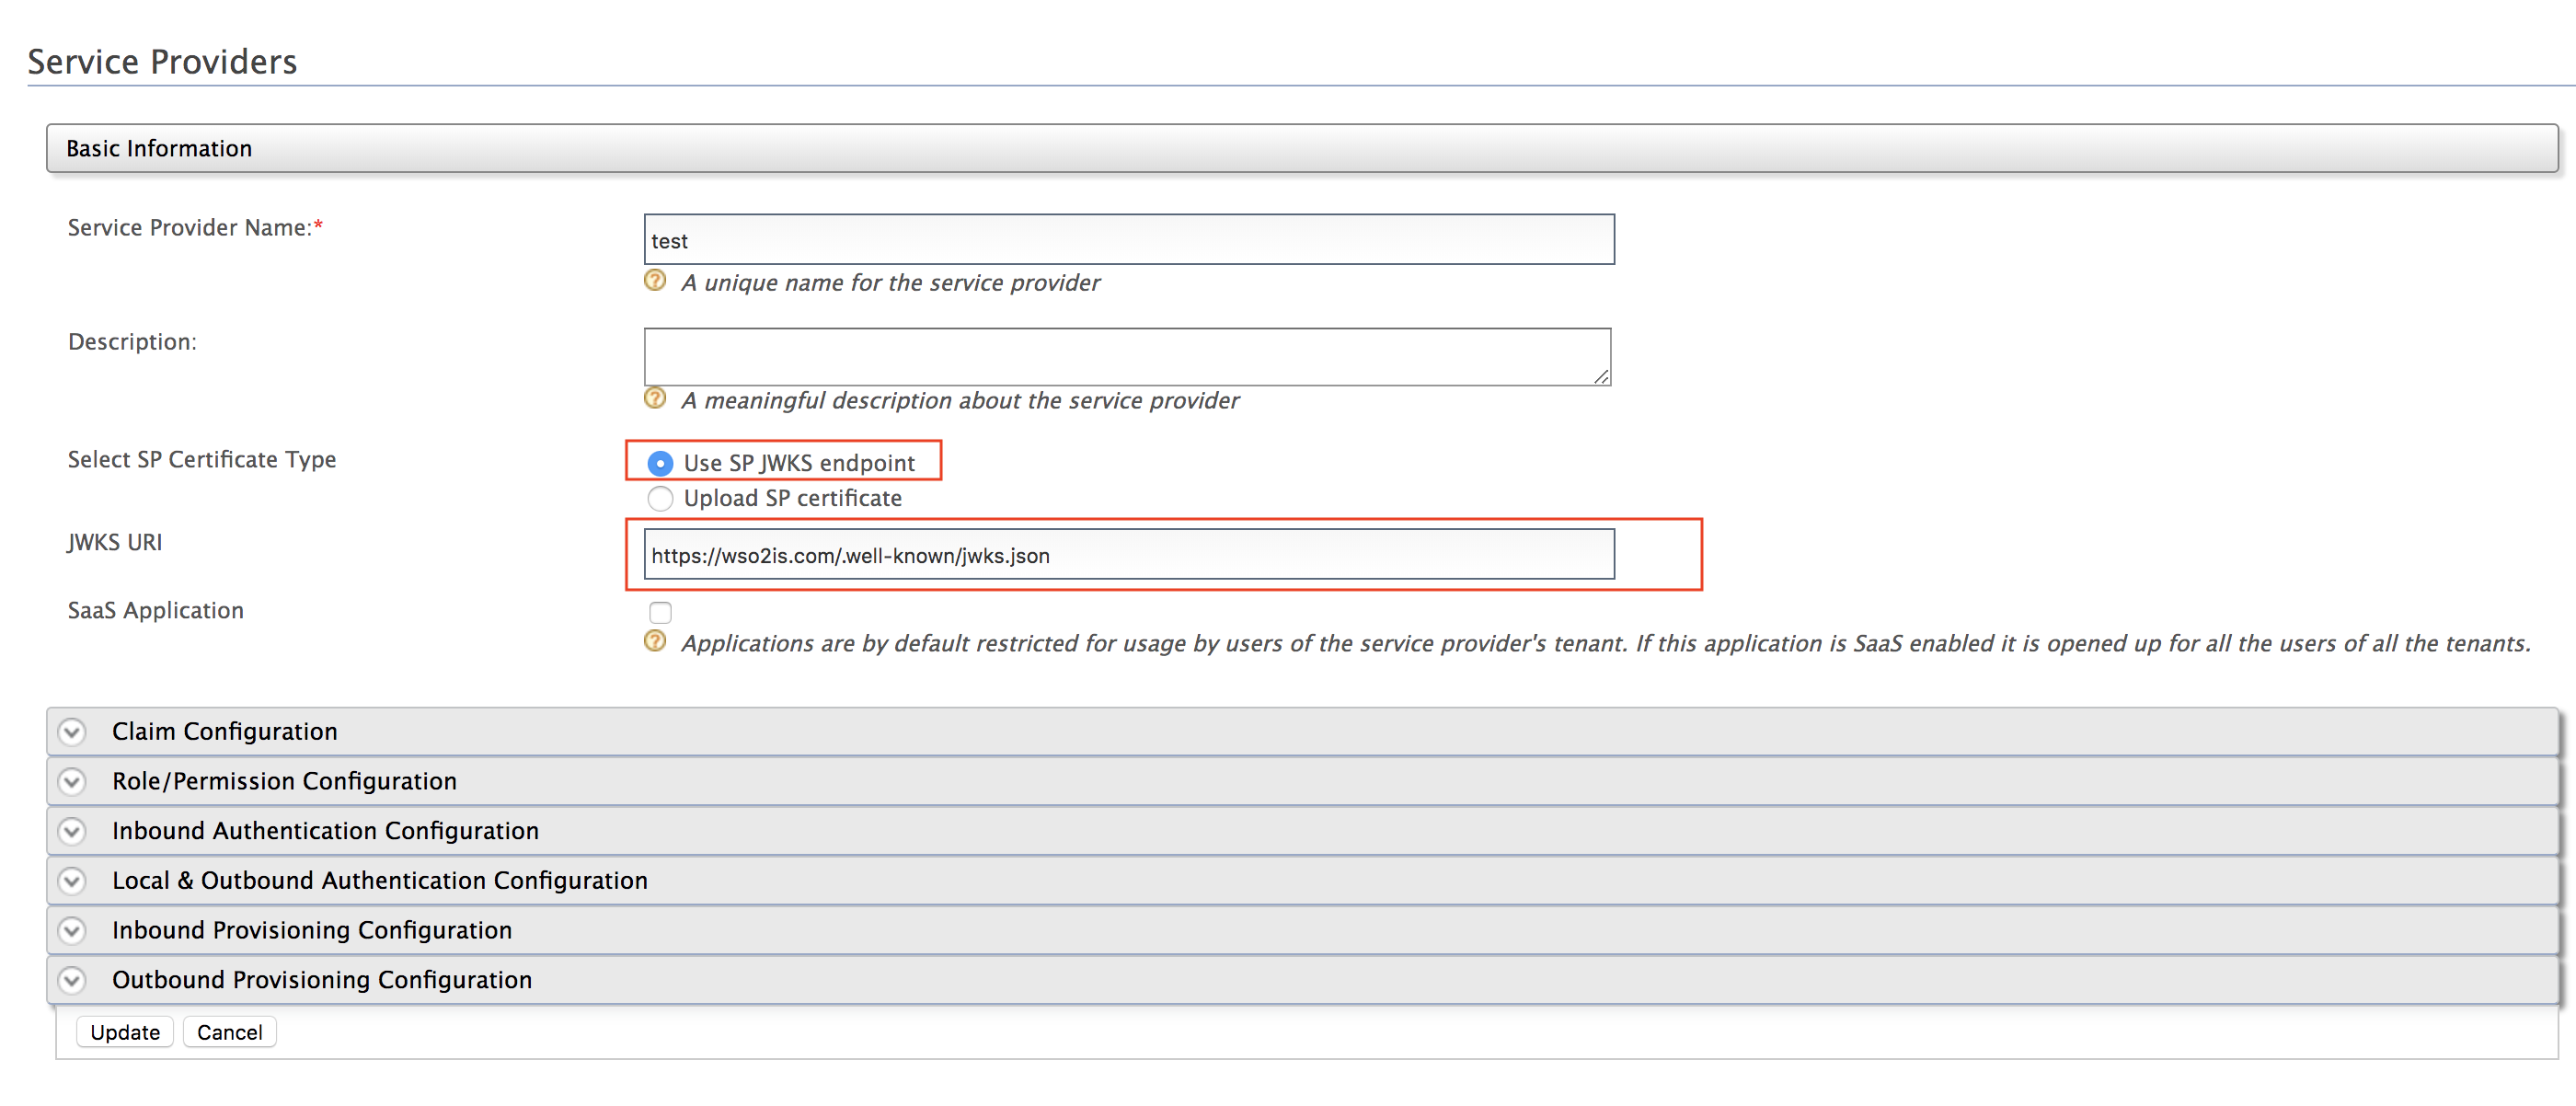 Service Providers
Basic Information
Service Provider Name:*
test
? A unique name for the service provider
Description:
? A meaningful description about the service provider
Select SP Certificate Type
Use SP JWKS endpoint
Upload SP certificate
JWKS URI
https://wso2is.com/.well-known/jwks.json
SaaS Application
? Applications are by default restricted for usage by users of the service provider's tenant. If this application is SaaS enabled it is opened up for all the users of all the tenants.
Claim Configuration
Role/Permission Configuration
Inbound Authentication Configuration
Local & Outbound Authentication Configuration
Inbound Provisioning Configuration
Outbound Provisioning Configuration
Update Cancel